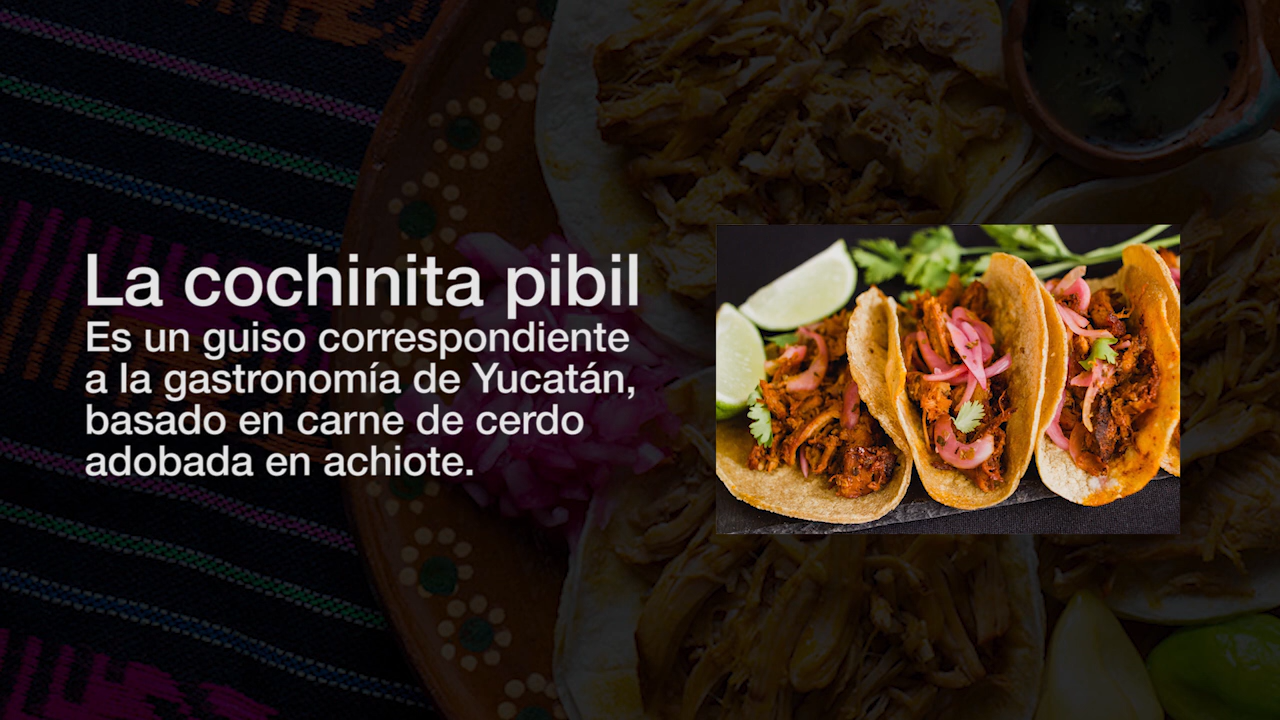 La cochinita pibil
Es un guiso correspondiente
a la gastronomía de Yucatán,
basado en carne de cerdo
adobada en achiote.